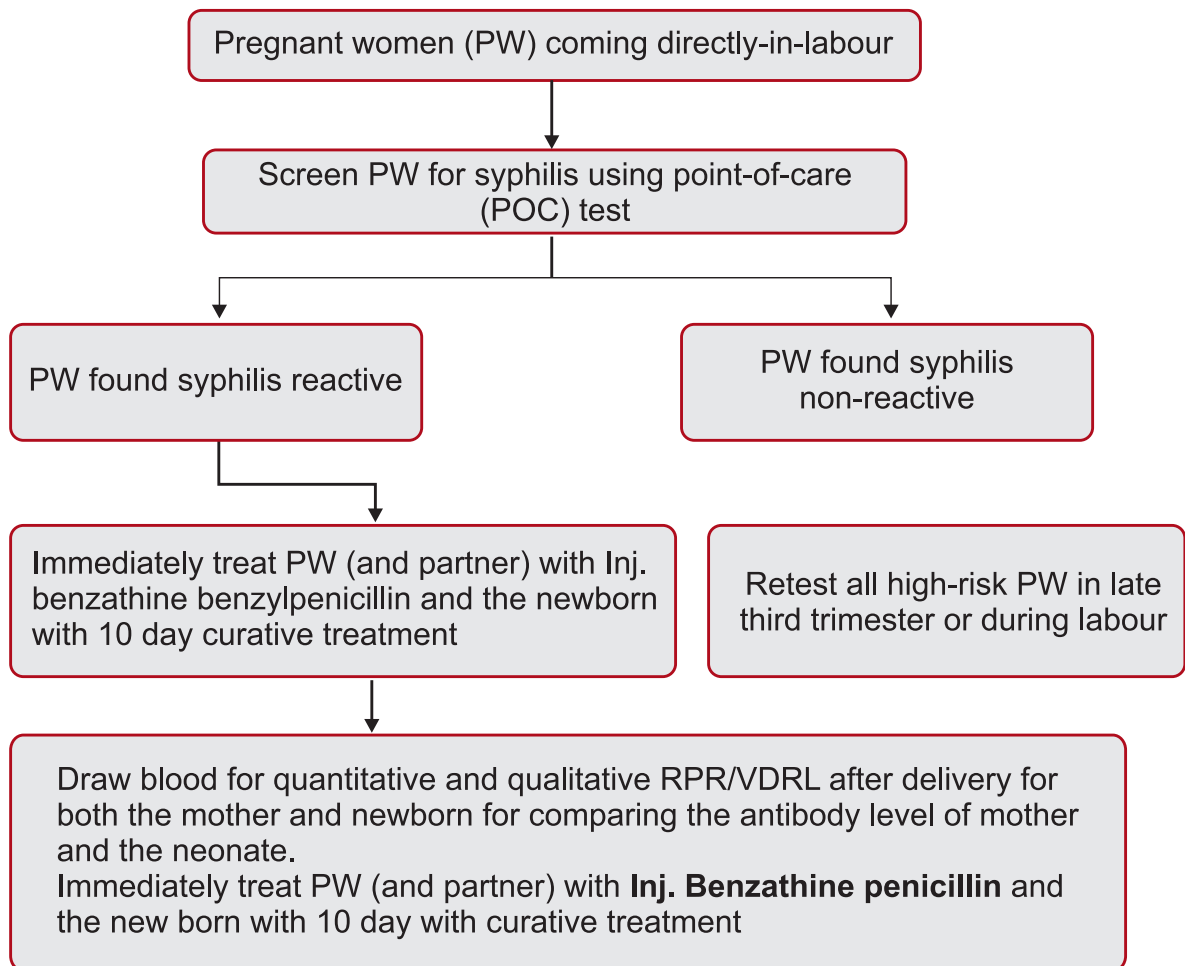 Pregnant women (PW) coming directly-in-labour
Screen PW for syphilis using point-of-care
(POC) test
PW found syphilis reactive
PW found syphilis
non-reactive
Immediately treat PW (and partner) with Inj.
benzathine benzylpenicillin and the newborn
with 10 day curative treatment
Retest all high-risk PW in late
third trimester or during labour
Draw blood for quantitative and qualitative RPR/VDRL after delivery for
both the mother and newborn for comparing the antibody level of mother
and the neonate.
Immediately treat PW (and partner) with Inj. Benzathine penicillin and
the new born with 10 day with curative treatment